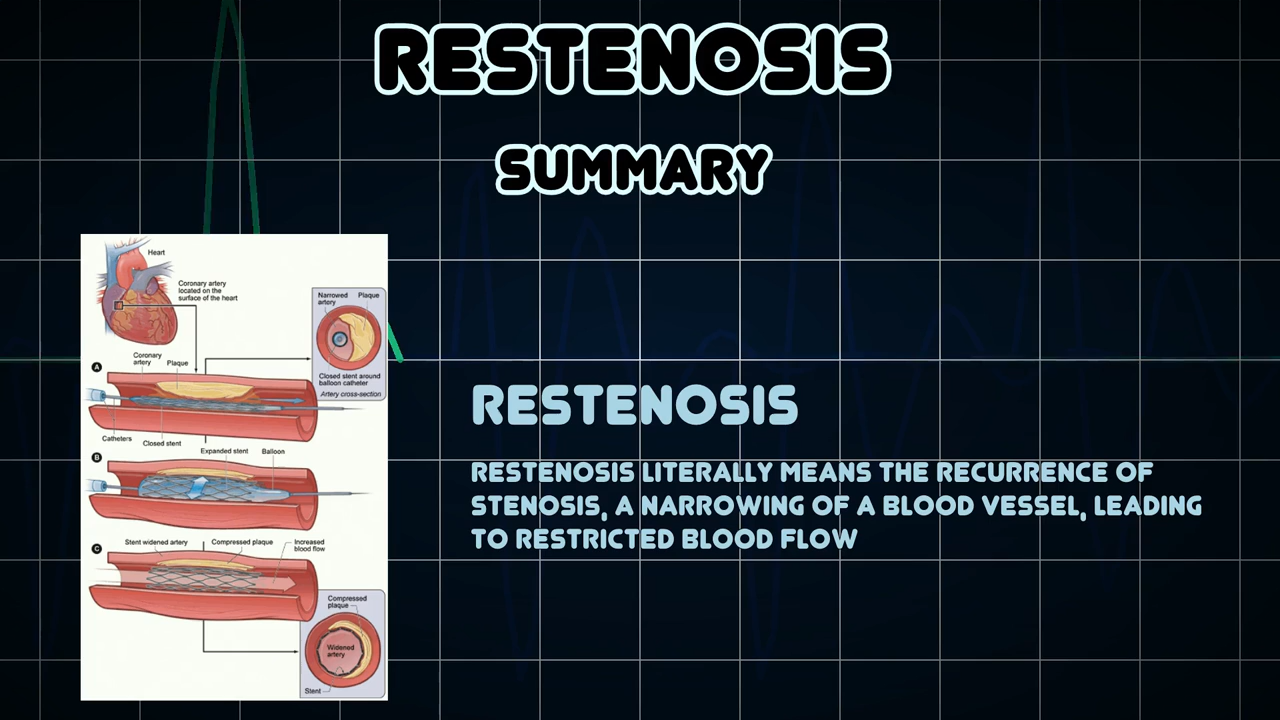 RESTENOSIS
SUMMARY
Heart
Coronary artery
located on the
surface of the heart
Narrowed
artery
Plaque
Closed stent around
balloon catheter
Artery cross-section
A
Coronary
artery
Plaque
Catheters
Closed stent
B
Expanded stent
Balloon
C
Stent widened artery
Compressed plaque
Increased
blood flow
Compressed
plaque
Widened
artery
Stent
RESTENOSIS
RESTENOSIS LITERALLY MEANS THE RECURRENCE OF
STENOSIS, A NARROWING OF A BLOOD VESSEL, LEADING
TO RESTRICTED BLOOD FLOW